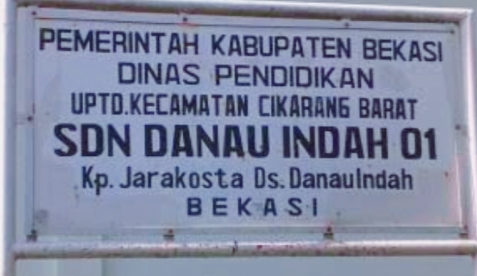 PEMERINTAH KABUPATEN BEKASI
DINAS PENDIDIKAN
UPTD.KECAMATAN CIKARANG BARAT
SDN DANAU INDAH 01
Kp. Jarakosta Ds. DanauIndah
BEKASI